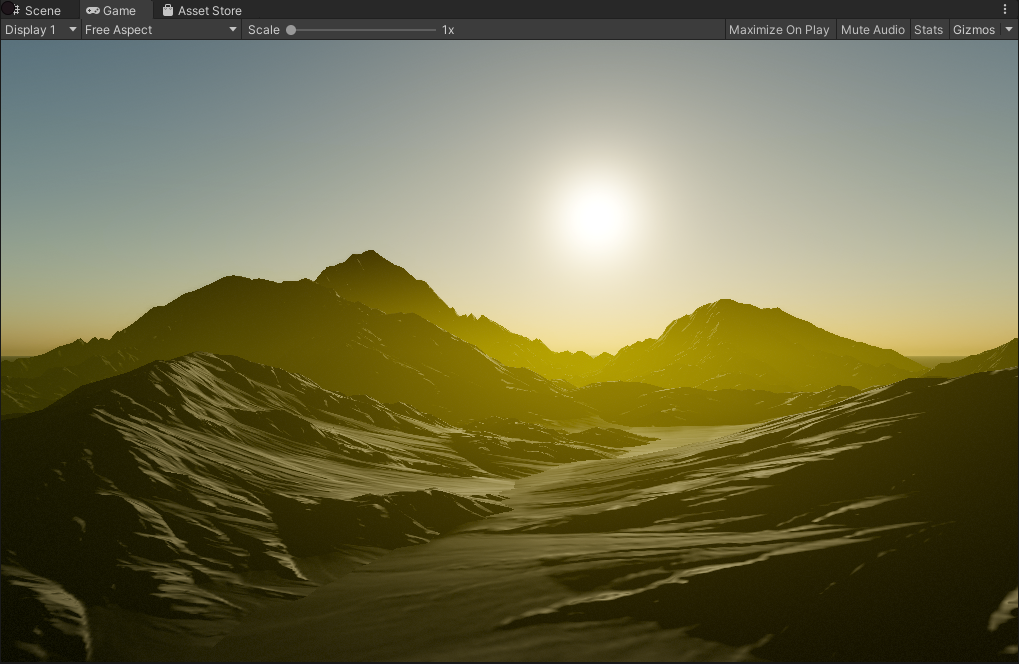 Scene Game Asset Store
Display 1 Free Aspect Scale 1x Maximize On Play Mute Audio Stats Gizmos